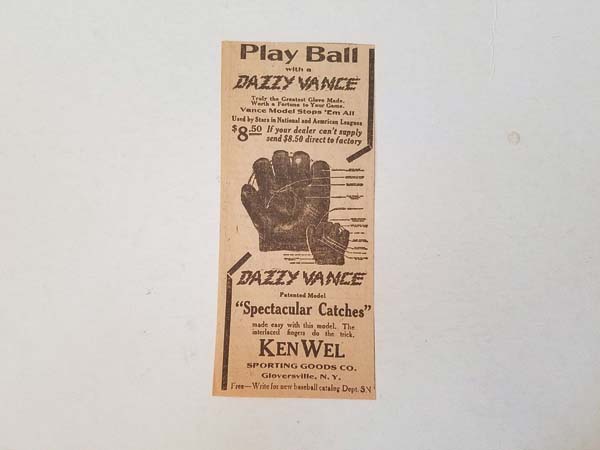 Play Ball
with a
DAZZY VANCE
Truly the Greatest Glove Made.
Worth a Fortune to Your Game.
Vance Model Stops 'Em All
Used by Stars in National and American Leagues
$8.50 If your dealer can't supply
send $8.50 direct to factory
DAZZY VANCE
Patented Model
"Spectacular Catches"
made easy with this model. The
interlaced fingers do the trick.
KEN WEL
SPORTING GOODS CO.
Gloversville, N. Y.
Free—Write for new baseball catalog Dept. SN